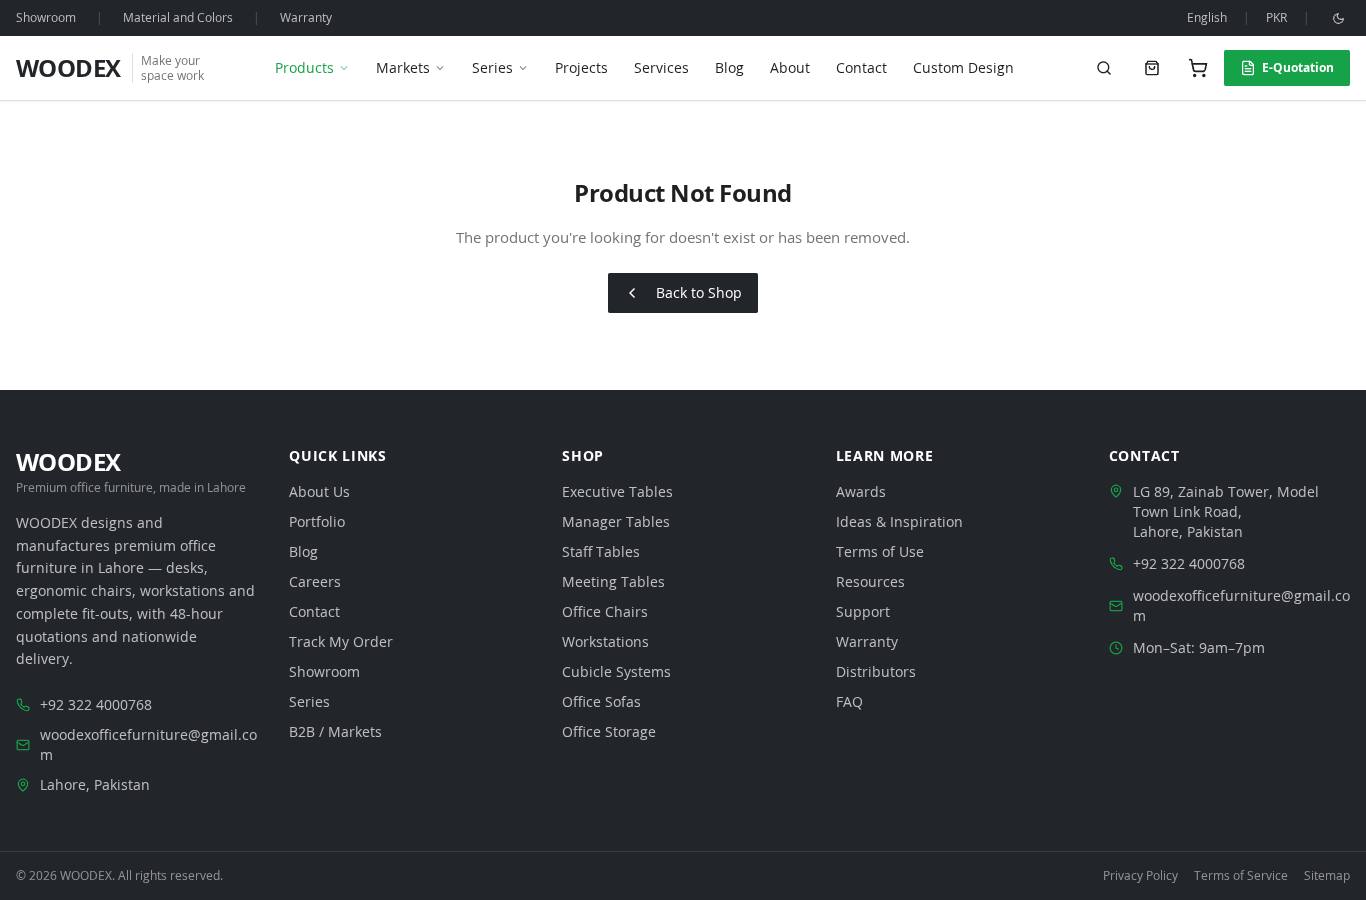 Showroom
Material and Colors
Warranty
English
PKR
WOODEX
Make your
space work
Products
Markets
Series
Projects
Services
Blog
About
Contact
Custom Design
E-Quotation
Product Not Found
The product you're looking for doesn't exist or has been removed.
Back to Shop
WOODEX
Premium office furniture, made in Lahore
WOODEX designs and
manufactures premium office
furniture in Lahore — desks,
ergonomic chairs, workstations and
complete fit-outs, with 48-hour
quotations and nationwide
delivery.
+92 322 4000768
woodexofficefurniture@gmail.co
m
Lahore, Pakistan
QUICK LINKS
About Us
Portfolio
Blog
Careers
Contact
Track My Order
Showroom
Series
B2B / Markets
SHOP
Executive Tables
Manager Tables
Staff Tables
Meeting Tables
Office Chairs
Workstations
Cubicle Systems
Office Sofas
Office Storage
LEARN MORE
Awards
Ideas & Inspiration
Terms of Use
Resources
Support
Warranty
Distributors
FAQ
CONTACT
LG 89, Zainab Tower, Model
Town Link Road,
Lahore, Pakistan
+92 322 4000768
woodexofficefurniture@gmail.co
m
Mon–Sat: 9am–7pm
© 2026 WOODEX. All rights reserved.
Privacy Policy
Terms of Service
Sitemap